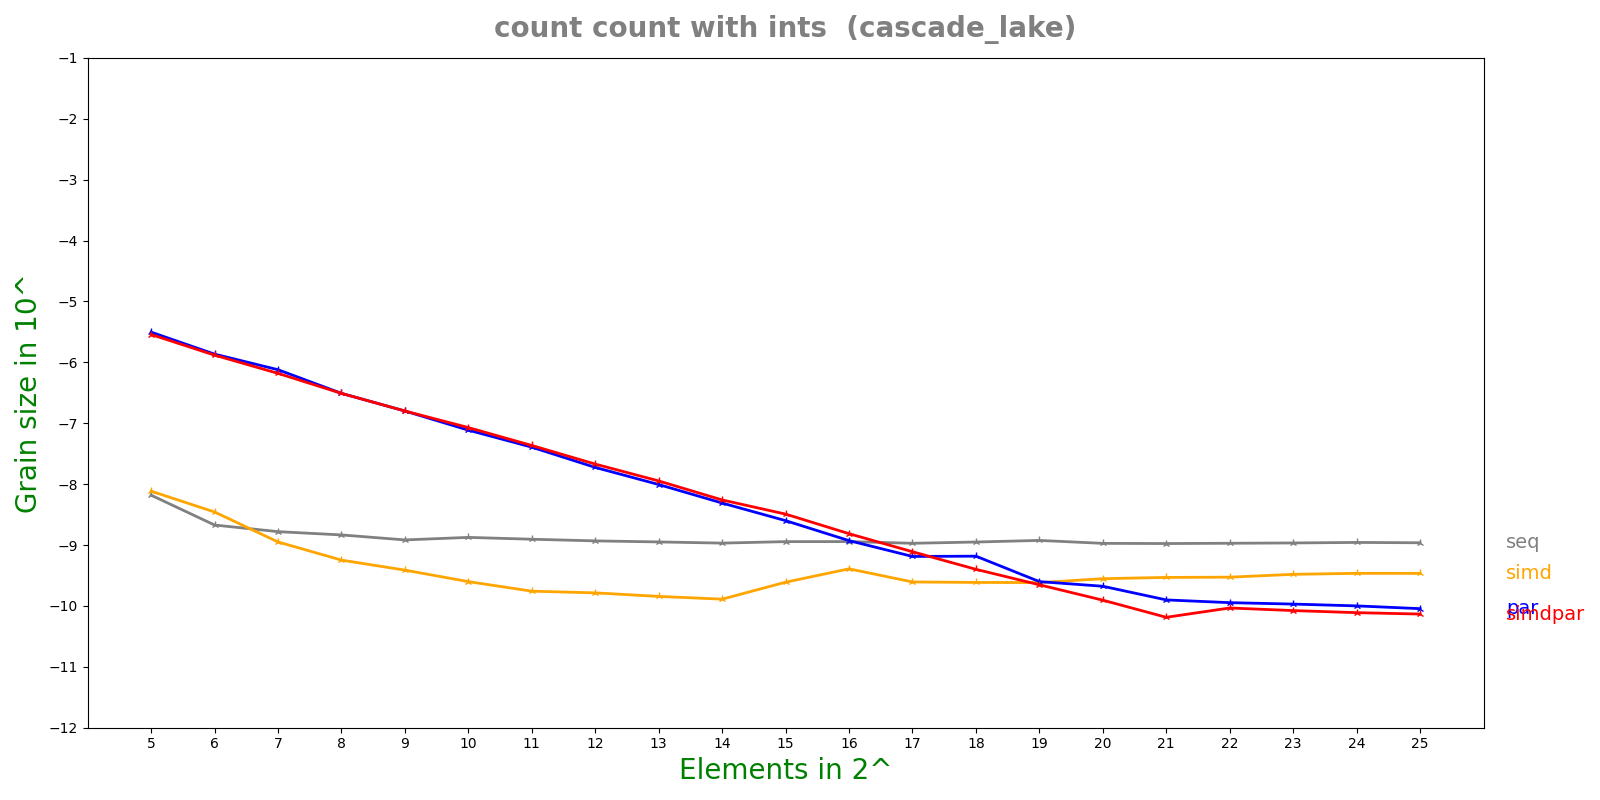 count count with ints  (cascade_lake)
−1
−2
−3
−4
−5
−6
−7
−8
−9
−10
−11
−12
Grain size in 10^
seq
simd
par
simdpar
5 6 7 8 9 10 11 12 13 14 15 16 17 18 19 20 21 22 23 24 25
Elements in 2^